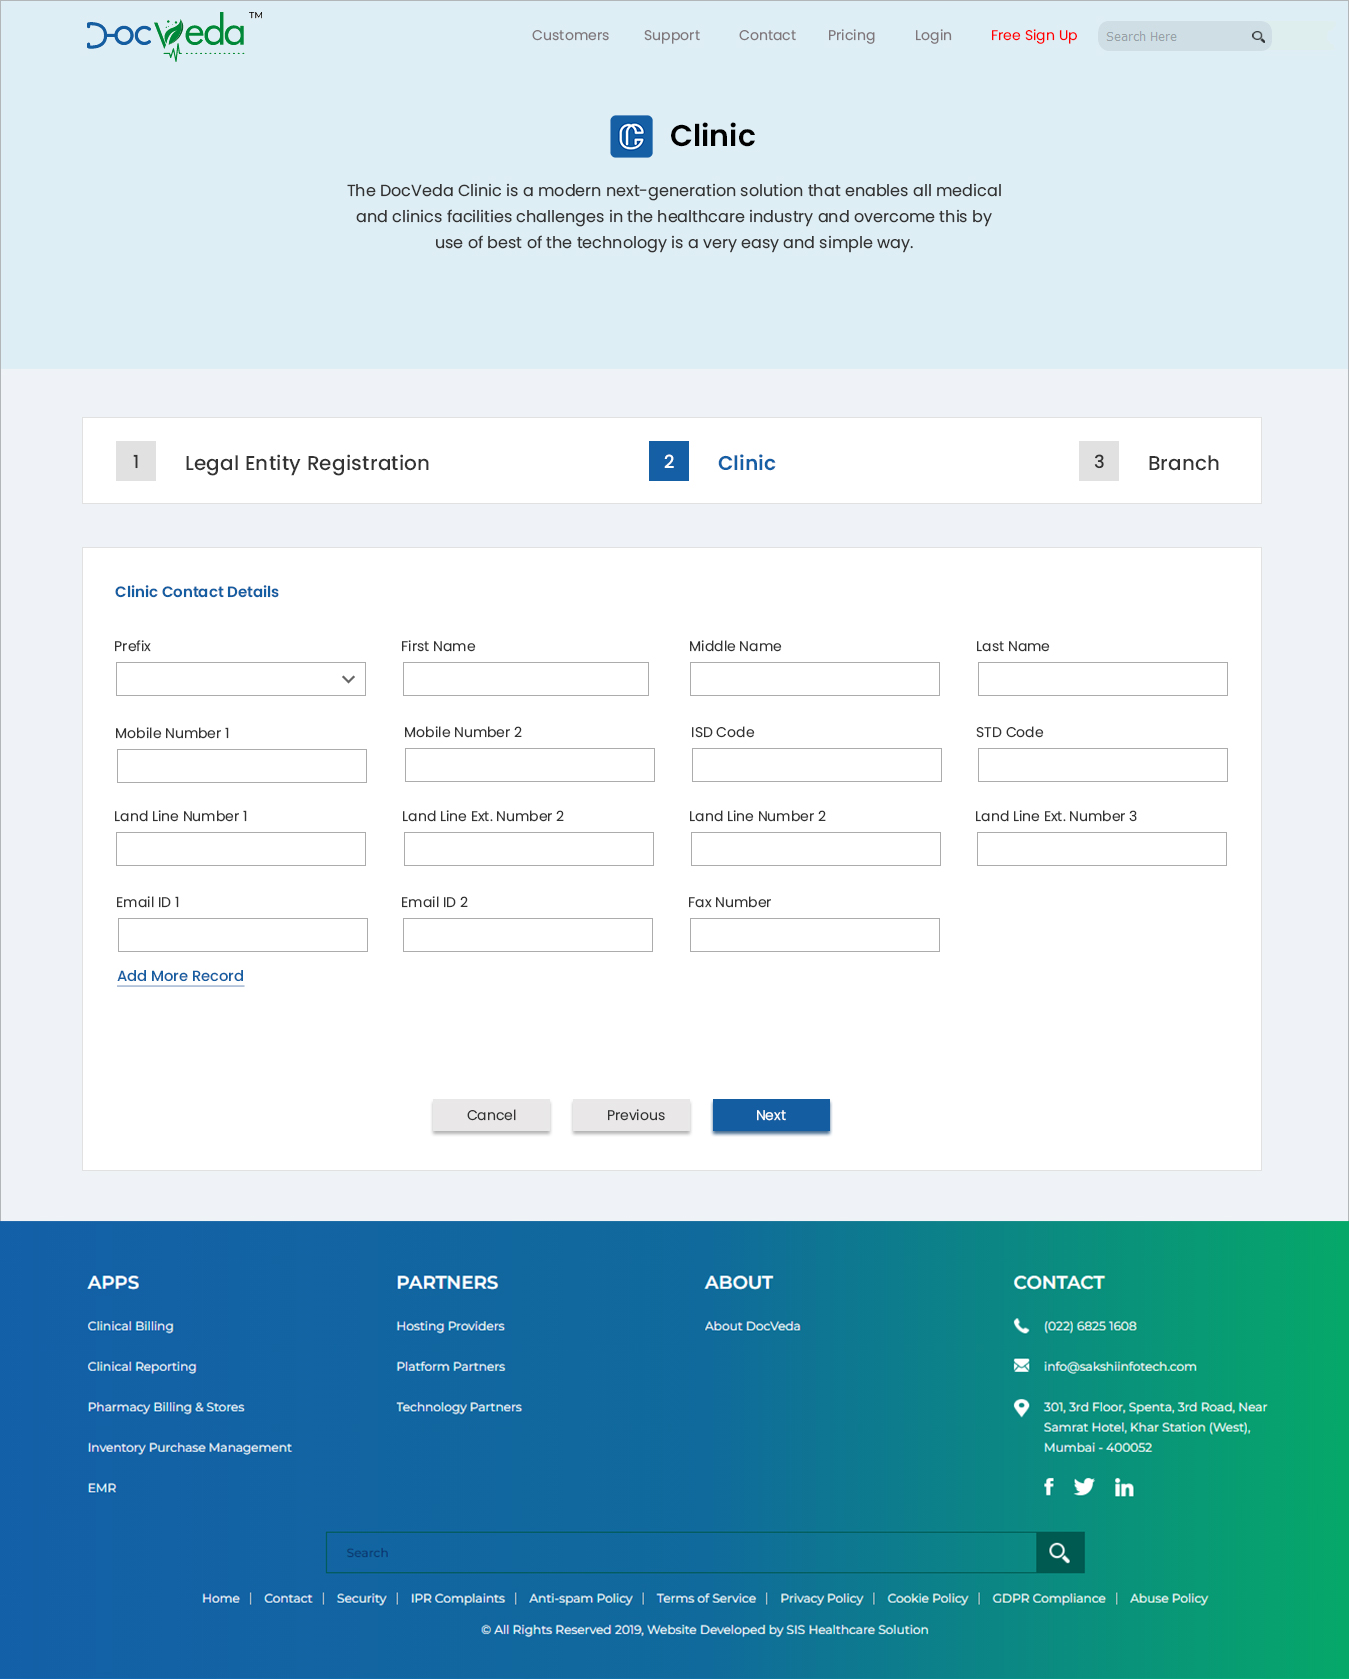 DocVeda™
Customers Support Contact Pricing Login Free Sign Up Search Here
Clinic
The DocVeda Clinic is a modern next-generation solution that enables all medical
and clinics facilities challenges in the healthcare industry and overcome this by
use of best of the technology is a very easy and simple way.
1 Legal Entity Registration 2 Clinic 3 Branch
Clinic Contact Details
Prefix First Name Middle Name Last Name
Mobile Number 1 Mobile Number 2 ISD Code STD Code
Land Line Number 1 Land Line Ext. Number 2 Land Line Number 2 Land Line Ext. Number 3
Email ID 1 Email ID 2 Fax Number
Add More Record
Cancel Previous Next
APPS PARTNERS ABOUT CONTACT
Clinical Billing Hosting Providers About DocVeda (022) 6825 1608
Clinical Reporting Platform Partners info@sakshiinfotech.com
Pharmacy Billing & Stores Technology Partners 301, 3rd Floor, Spenta, 3rd Road, Near
Samrat Hotel, Khar Station (West),
Inventory Purchase Management Mumbai - 400052
EMR
Search
Home | Contact | Security | IPR Complaints | Anti-spam Policy | Terms of Service | Privacy Policy | Cookie Policy | GDPR Compliance | Abuse Policy
© All Rights Reserved 2019, Website Developed by SIS Healthcare Solution